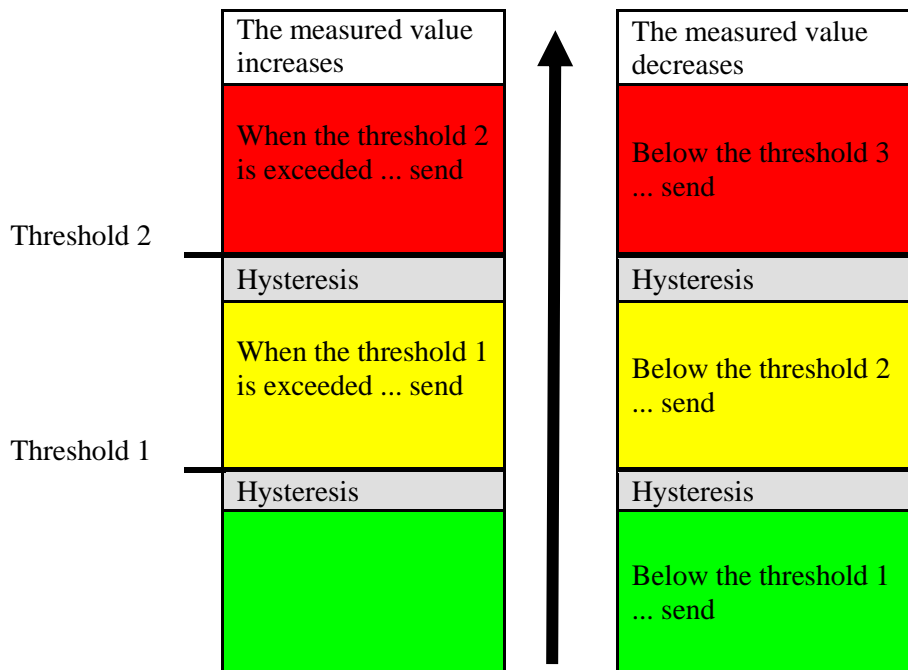 The measured value
increases
When the threshold 2
is exceeded ... send
Threshold 2
Hysteresis
When the threshold 1
is exceeded ... send
Threshold 1
Hysteresis
The measured value
decreases
Below the threshold 3
... send
Hysteresis
Below the threshold 2
... send
Hysteresis
Below the threshold 1
... send